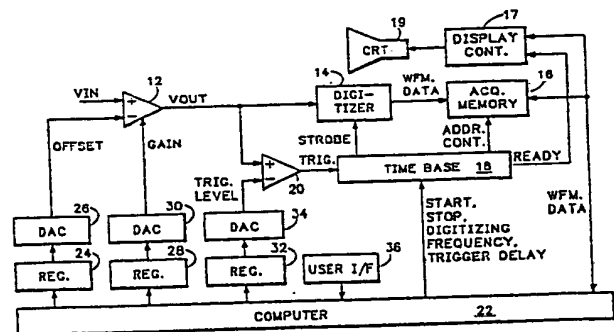 19
CRT
17
DISPLAY
CONT.
12
VIN
+
−
VOUT
14
DIGI-
TIZER
WFM.
DATA
16
ACQ.
MEMORY
OFFSET
GAIN
STROBE
ADDR.
CONT.
TRIG.
LEVEL
+
−
20
TRIG.
TIME BASE 18
READY
26
DAC
30
DAC
34
DAC
START,
STOP,
DIGITIZING
FREQUENCY,
TRIGGER DELAY
WFM.
DATA
24
REG.
28
REG.
32
REG.
36
USER I/F
COMPUTER 22